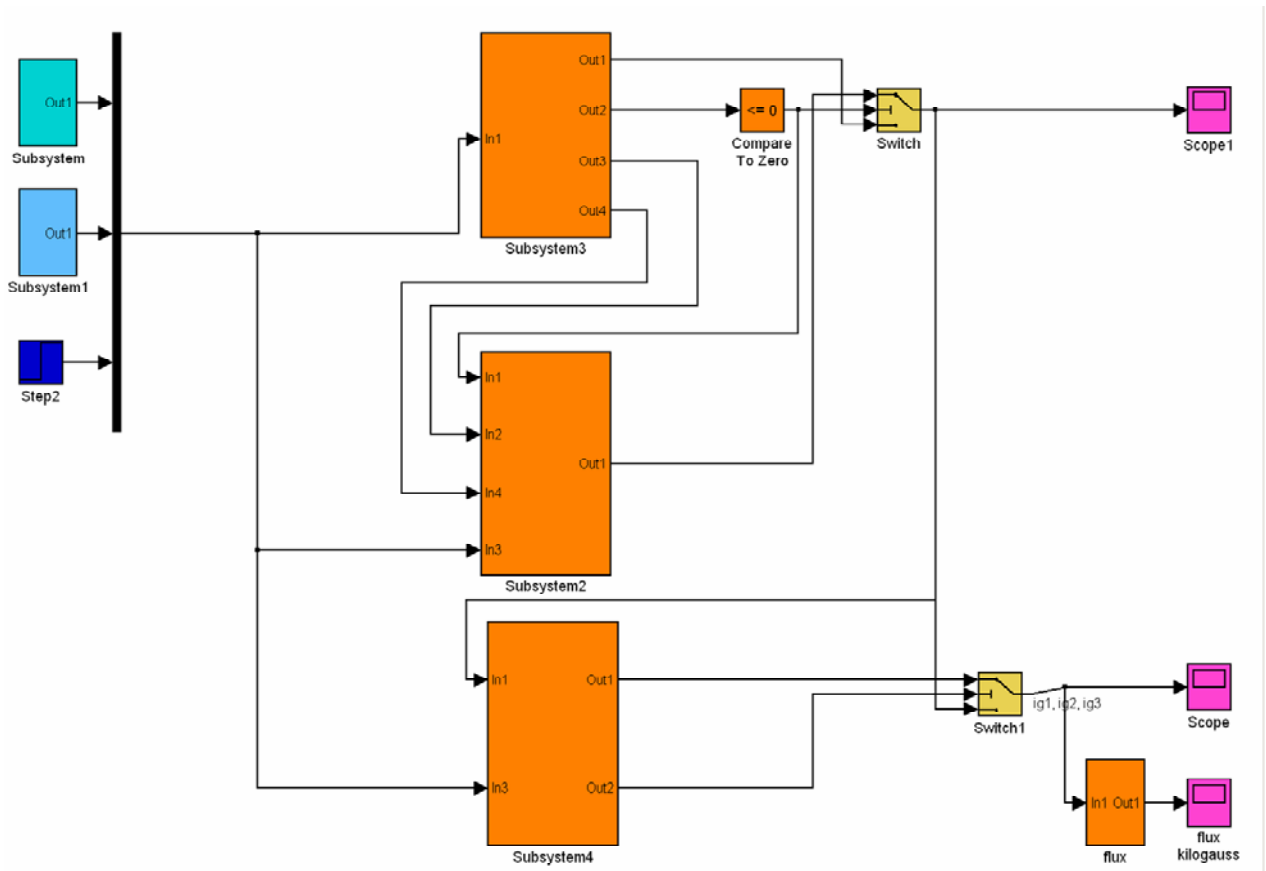 Out1
Subsystem
Out1
Subsystem1
Step2
In1
Out1
Out2
Out3
Out4
Subsystem3
<= 0
Compare
To Zero
Switch
Scope1
In1
In2
In4
In3
Out1
Subsystem2
In1
In3
Out1
Out2
Subsystem4
Switch1
ig1, ig2, ig3
Scope
In1 Out1
flux
flux
kilogauss